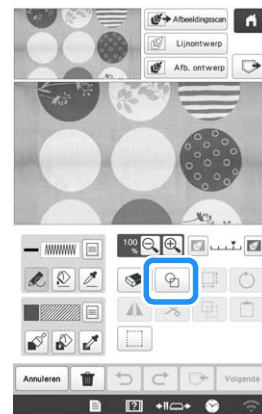 Afbeeldingsscan
Lijnontwerp
Afb. ontwerp
100
%
Annuleren
Volgende